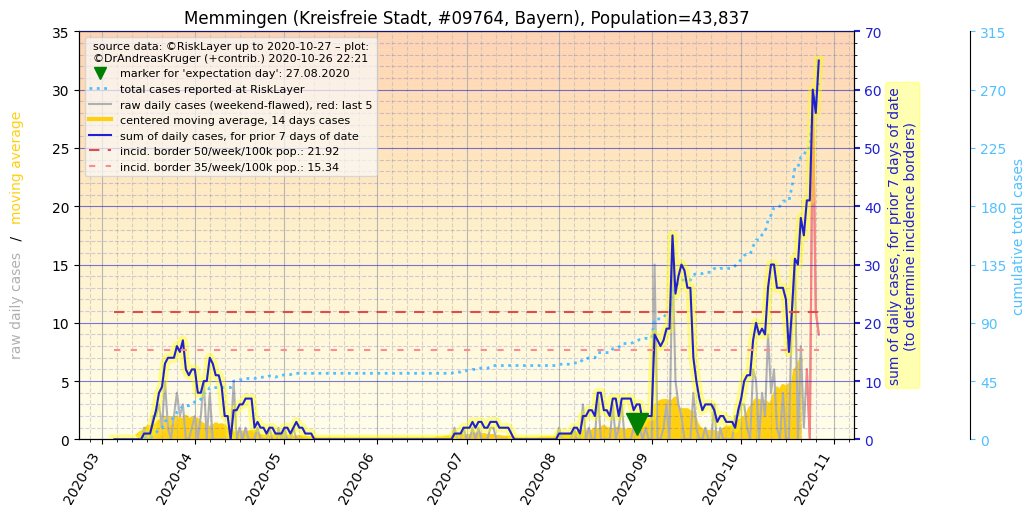 Memmingen (Kreisfreie Stadt, #09764, Bayern), Population=43,837
source data: ©RiskLayer up to 2020-10-27 – plot:
©DrAndreasKruger (+contrib.) 2020-10-26 22:21
marker for 'expectation day': 27.08.2020
total cases reported at RiskLayer
raw daily cases (weekend-flawed), red: last 5
centered moving average, 14 days cases
sum of daily cases, for prior 7 days of date
incid. border 50/week/100k pop.: 21.92
incid. border 35/week/100k pop.: 15.34
raw daily cases / moving average
35
30
25
20
15
10
5
0
2020-03
2020-04
2020-05
2020-06
2020-07
2020-08
2020-09
2020-10
2020-11
70
60
50
40
30
20
10
0
sum of daily cases, for prior 7 days of date
(to determine incidence borders)
315
270
225
180
135
90
45
0
cumulative total cases